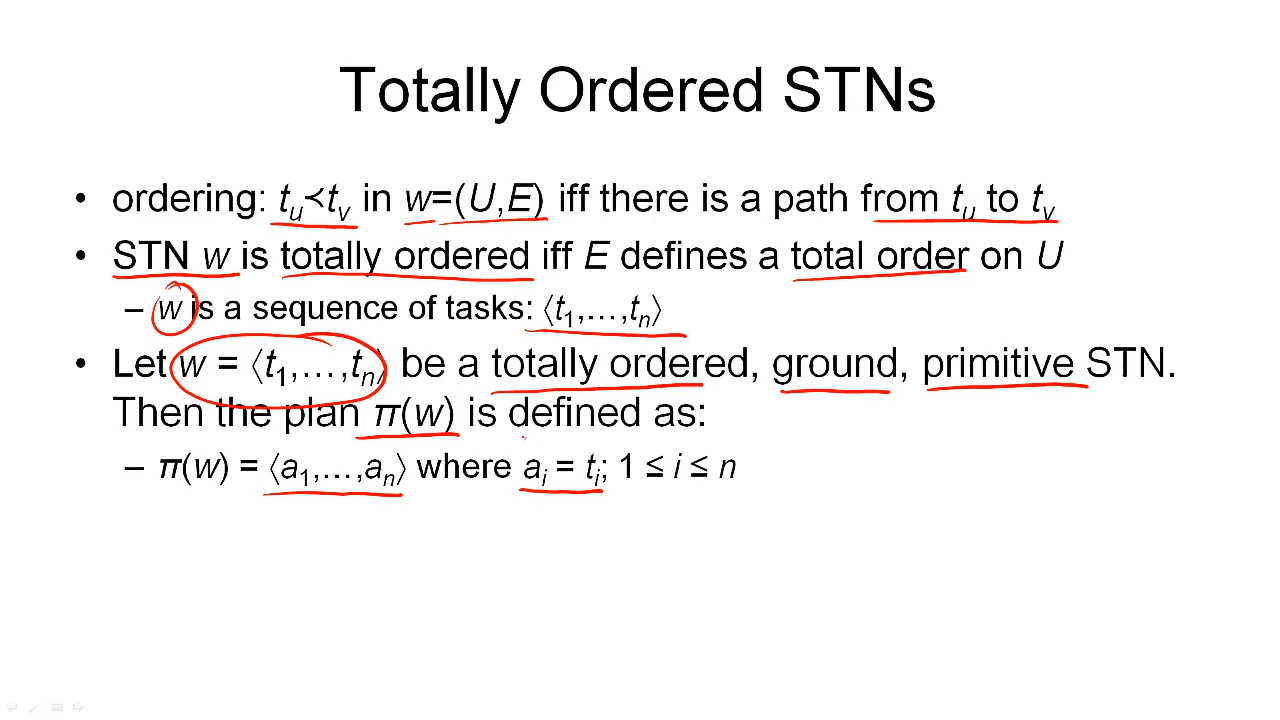 Totally Ordered STNs
• ordering: tᵤ≺tᵥ in w=(U,E) iff there is a path from tᵤ to tᵥ
• STN w is totally ordered iff E defines a total order on U
– w is a sequence of tasks: ⟨t₁,…,tₙ⟩
• Let w = ⟨t₁,…,tₙ⟩ be a totally ordered, ground, primitive STN.
Then the plan π(w) is defined as:
– π(w) = ⟨a₁,…,aₙ⟩ where aᵢ = tᵢ; 1 ≤ i ≤ n